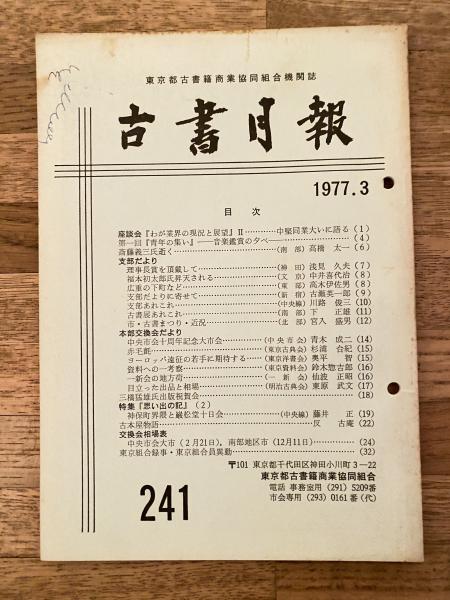 東京都古書籍商業協同組合機関誌
古書月報
1977.3
目次
座談会『わが業界の現況と展望』Ⅱ……………中堅同業大いに語る(1)
第一回『青年の集い』――音楽鑑賞の夕べ……………(4)
斎藤義三氏逝く……………(南部)高橋太一(6)
支部だより
理事長賞を頂戴して……………(神田)浅見久夫(7)
福本初太郎氏昇天される……………(文京)中井喜代治(8)
広重の下町など……………(東部)高木伊佐男(8)
支部だよりに寄せて……………(新宿)古瀬英一郎(9)
支部あれこれ……………(中央線)川路俊三(10)
古書展あれこれ……………(南部)下正雄(11)
市・古書まつり・近況……………(北部)宮入盛男(12)
本部交換会だより
中央市会十周年記念大市会……………(中央市会)青木成二(14)
赤毛氈……………(東京古典会)杉浦台紀(15)
ヨーロッパ遠征の若手に期待する……………(東京洋書会)奥平智(15)
資料への一考察……………(東京資料会)鈴木惣吉郎(16)
一新会の地方荷……………(一新会)仙波正昭(16)
目立った出品と相場……………(明治古典会)東原武文(17)
三橋猛雄氏出版祝賀会……………(18)
特集『思い出の記』(2)
神保町界隈と巌松堂十日会……………(中央線)藤井正(19)
古本屋物語……………反古庵(22)
交換会相場表
中央市会大市(2月21日),南部地区市(12月11日)……………(24)
東京組合録事・東京組合員異動……………(32)
〒101 東京都千代田区神田小川町3―22
東京都古書籍商業協同組合
電話 事務室用(291)5209番
市会専用(293)0161番(代)
241